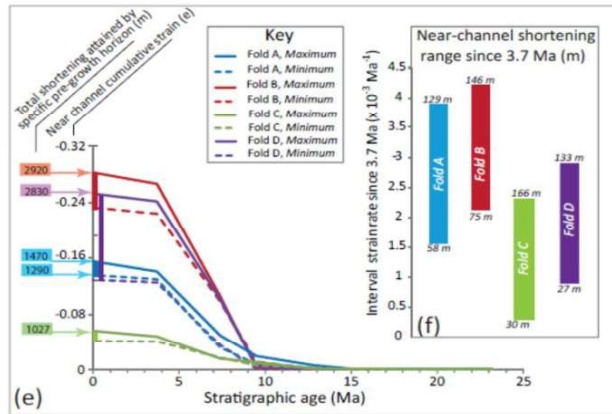 Total shortening attained by
specific pre-growth horizon (m)
Near channel cumulative strain (e)
Key
Fold A, Maximum
Fold A, Minimum
Fold B, Maximum
Fold B, Minimum
Fold C, Maximum
Fold C, Minimum
Fold D, Maximum
Fold D, Minimum
-0.32
2920
2830
-0.24
1470
-0.16
1290
-0.08
1027
0
0
5
10
15
20
25
Stratigraphic age (Ma)
(e)
Near-channel shortening
range since 3.7 Ma (m)
Interval strainrate since 3.7 Ma (x 10⁻³ Ma⁻¹)
4.5
4
3.5
3
2.5
2
1.5
1
0.5
0
129 m
Fold A
58 m
146 m
Fold B
75 m
166 m
Fold C
30 m
133 m
Fold D
27 m
(f)